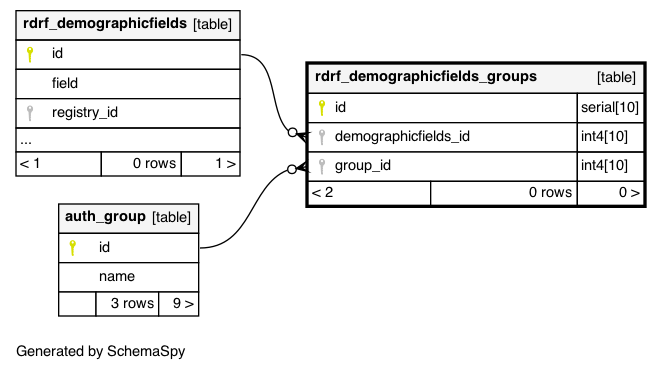 rdrf_demographicfields [table]
id
field
registry_id
...
< 1 0 rows 1 >
rdrf_demographicfields_groups [table]
id serial[10]
demographicfields_id int4[10]
group_id int4[10]
< 2 0 rows 0 >
auth_group [table]
id
name
3 rows 9 >
Generated by SchemaSpy